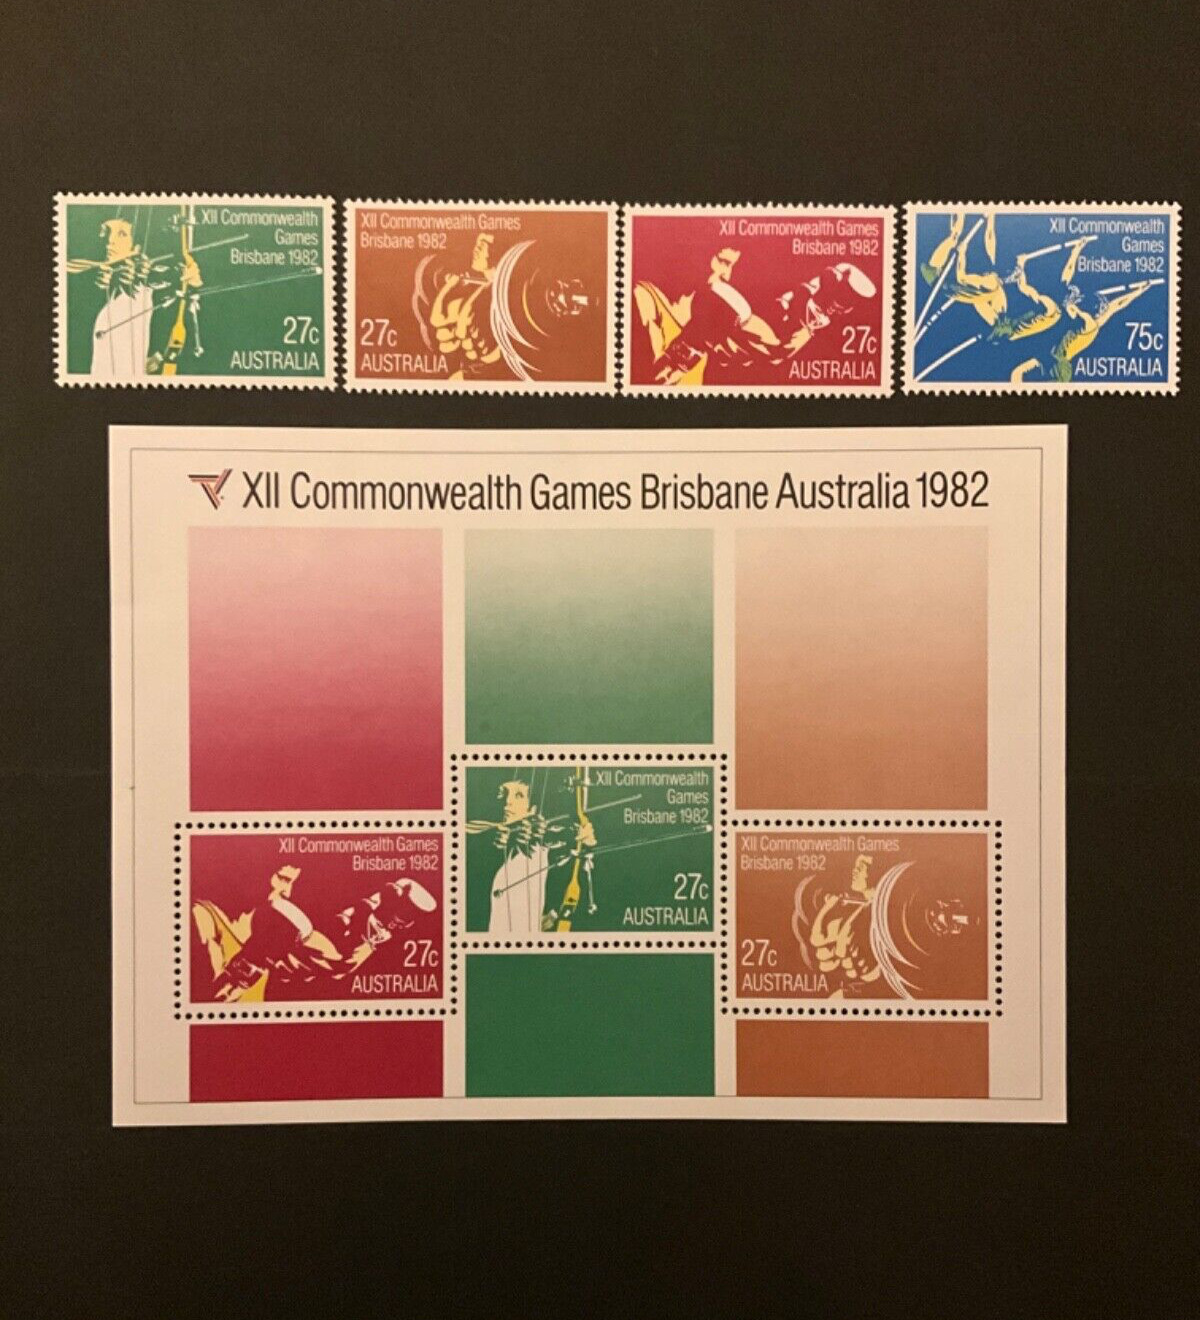 XII Commonwealth
Games
Brisbane 1982
27c
AUSTRALIA
XII Commonwealth Games
Brisbane 1982
27c
AUSTRALIA
XII Commonwealth Games
Brisbane 1982
27c
AUSTRALIA
XII Commonwealth
Games
Brisbane 1982
75c
AUSTRALIA
XII Commonwealth Games Brisbane Australia 1982
XII Commonwealth Games
Brisbane 1982
27c
AUSTRALIA
XII Commonwealth
Games
Brisbane 1982
27c
AUSTRALIA
XII Commonwealth Games
Brisbane 1982
27c
AUSTRALIA